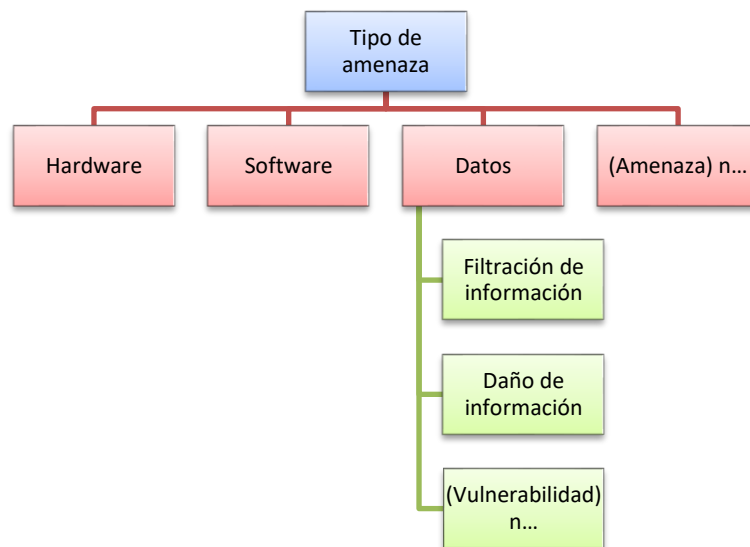 Tipo de
amenaza
Hardware
Software
Datos
(Amenaza) n...
Filtración de
información
Daño de
información
(Vulnerabilidad)
n...